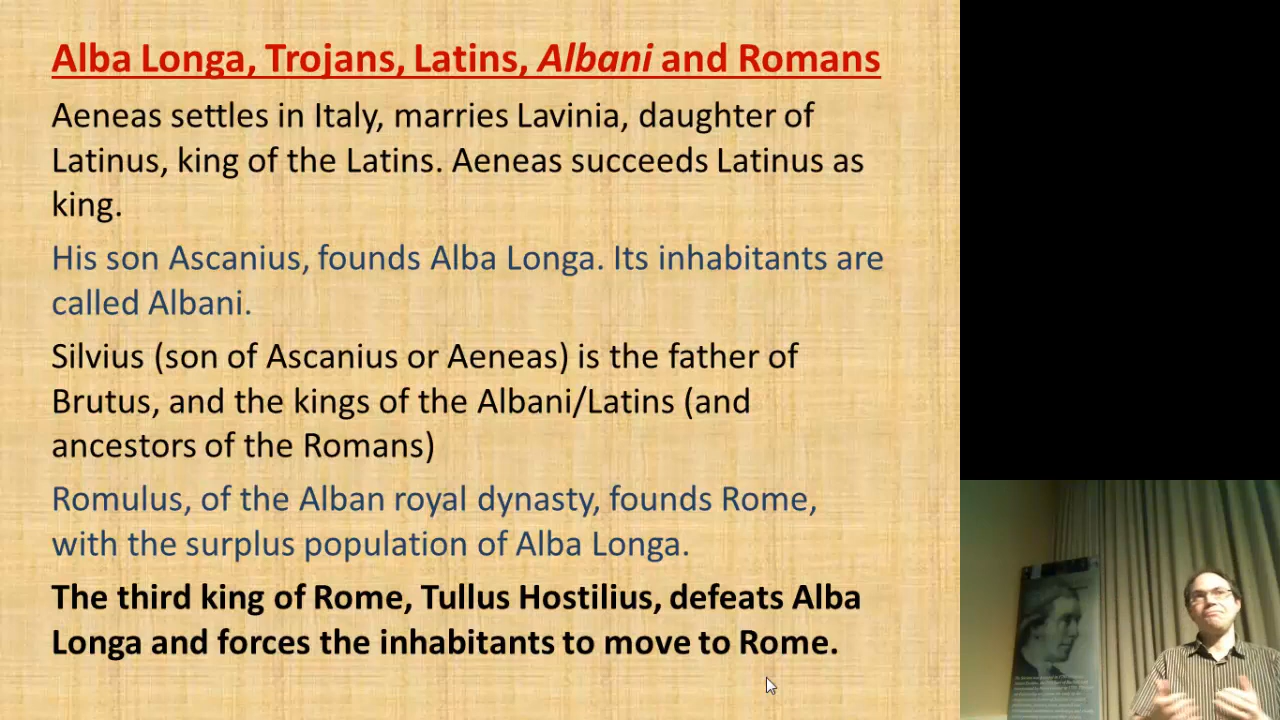 Alba Longa, Trojans, Latins, Albani and Romans
Aeneas settles in Italy, marries Lavinia, daughter of
Latinus, king of the Latins. Aeneas succeeds Latinus as
king.
His son Ascanius, founds Alba Longa. Its inhabitants are
called Albani.
Silvius (son of Ascanius or Aeneas) is the father of
Brutus, and the kings of the Albani/Latins (and
ancestors of the Romans)
Romulus, of the Alban royal dynasty, founds Rome,
with the surplus population of Alba Longa.
The third king of Rome, Tullus Hostilius, defeats Alba
Longa and forces the inhabitants to move to Rome.